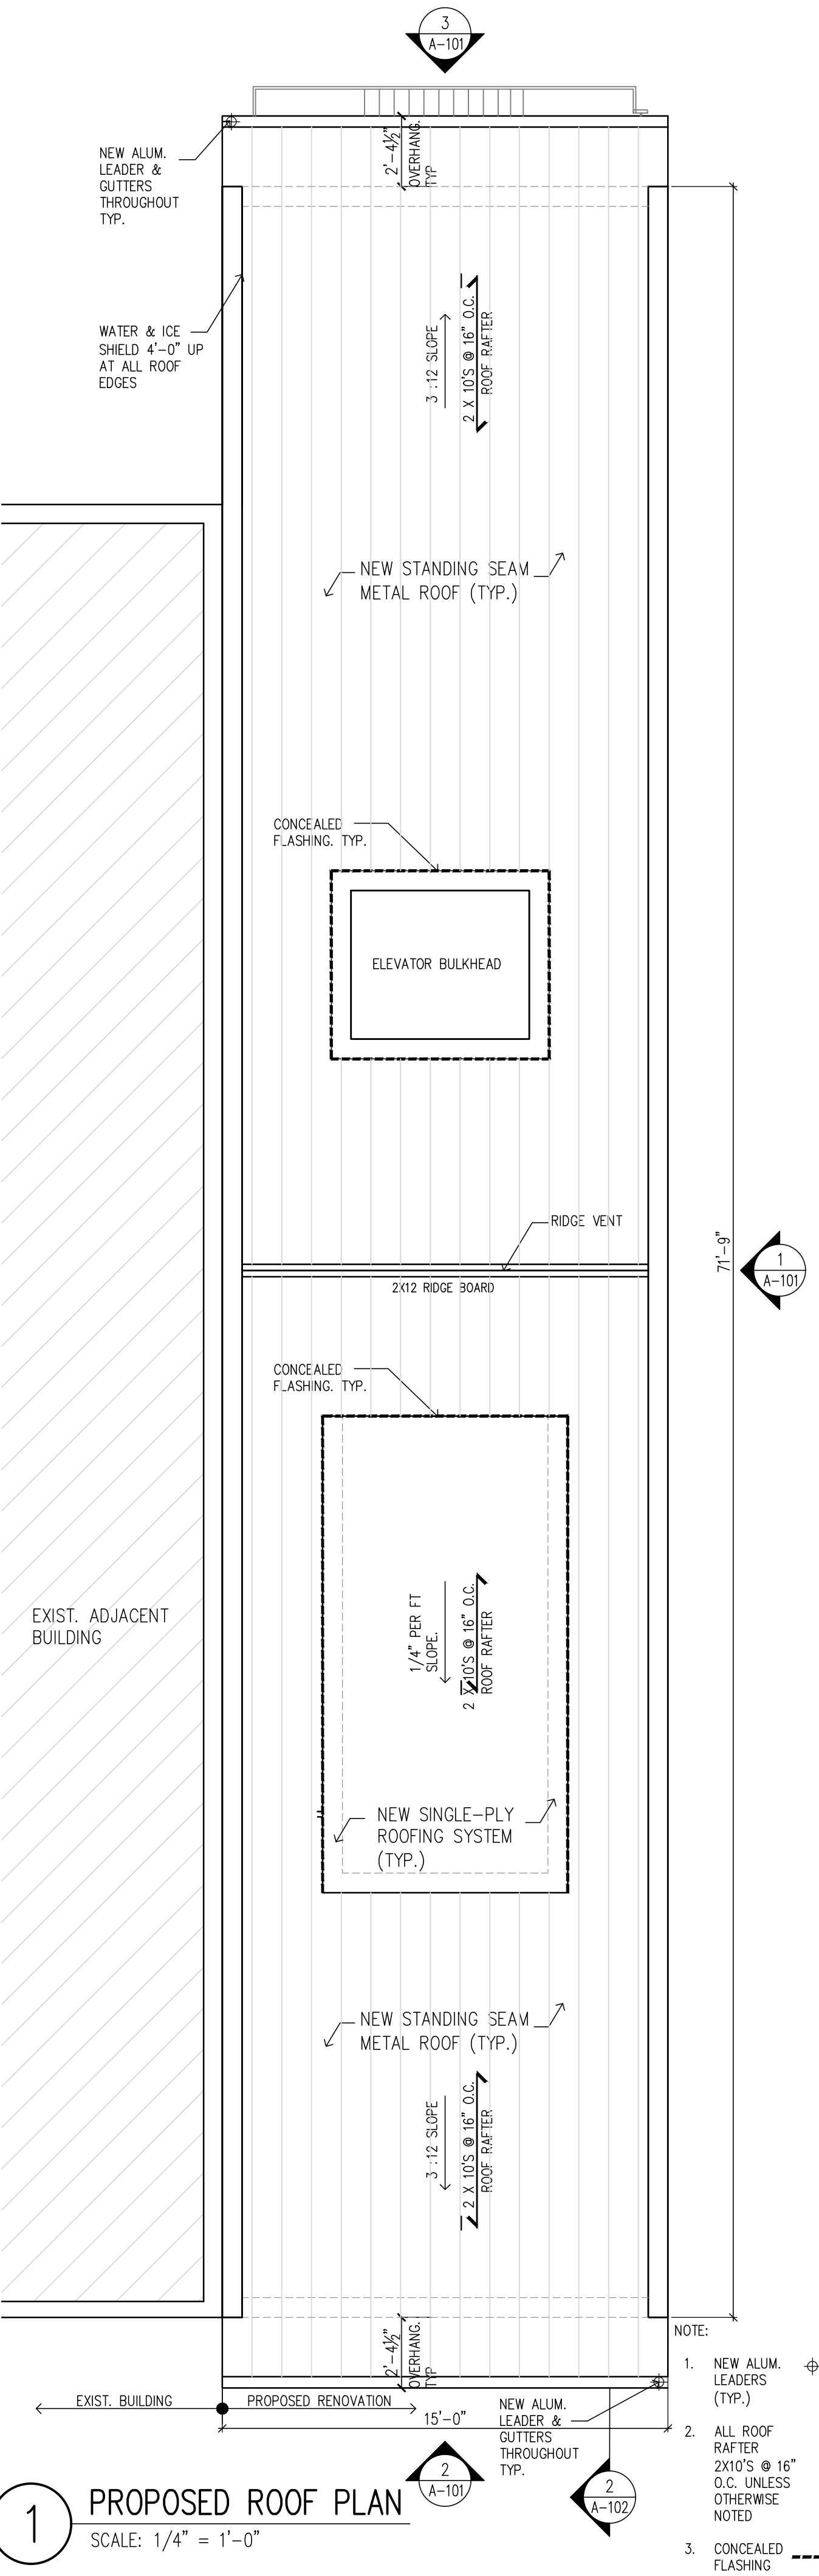 3
A-101
NEW ALUM.
LEADER &
GUTTERS
THROUGHOUT
TYP.
2'-4½"
OVERHANG.
TYP
WATER & ICE
SHIELD 4'-0" UP
AT ALL ROOF
EDGES
3 :12 SLOPE
2 X 10'S @ 16" O.C.
ROOF RAFTER
NEW STANDING SEAM
METAL ROOF (TYP.)
CONCEALED
FLASHING. TYP.
ELEVATOR BULKHEAD
RIDGE VENT
2X12 RIDGE BOARD
71'-9"
1
A-101
CONCEALED
FLASHING. TYP.
1/4" PER FT
SLOPE.
2 X 10'S @ 16" O.C.
ROOF RAFTER
EXIST. ADJACENT
BUILDING
NEW SINGLE-PLY
ROOFING SYSTEM
(TYP.)
NEW STANDING SEAM
METAL ROOF (TYP.)
3 :12 SLOPE
2 X 10'S @ 16" O.C.
ROOF RAFTER
2'-4½"
OVERHANG.
TYP
EXIST. BUILDING
PROPOSED RENOVATION
15'-0"
NEW ALUM.
LEADER &
GUTTERS
THROUGHOUT
TYP.
2
A-101
2
A-102
NOTE:
1. NEW ALUM.
LEADERS
(TYP.)
2. ALL ROOF
RAFTER
2X10'S @ 16"
O.C. UNLESS
OTHERWISE
NOTED
3. CONCEALED
FLASHING
1
PROPOSED ROOF PLAN
SCALE: 1/4" = 1'-0"